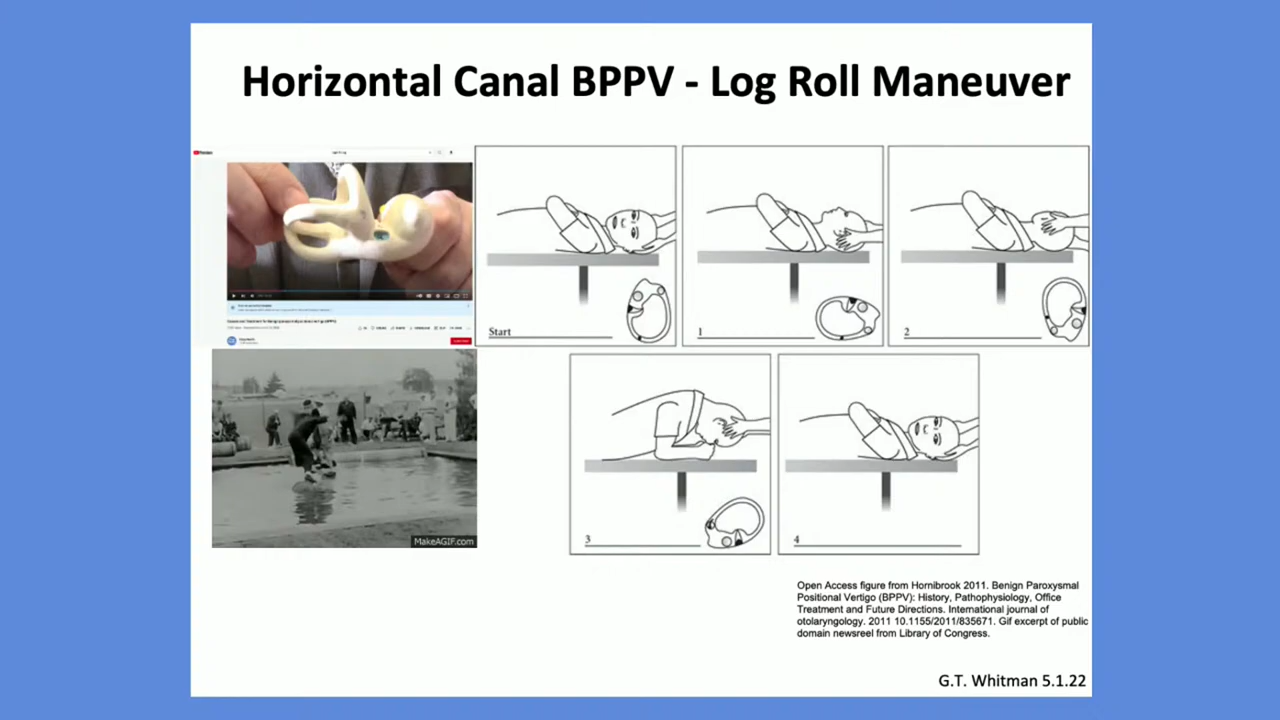 Horizontal Canal BPPV - Log Roll Maneuver
Start
1
2
3
4
MakeAGIF.com
Open Access figure from Hornibrook 2011. Benign Paroxysmal
Positional Vertigo (BPPV): History, Pathophysiology, Office
Treatment and Future Directions. International journal of
otolaryngology. 2011 10.1155/2011/835671. Gif excerpt of public
domain newsreel from Library of Congress.
G.T. Whitman 5.1.22